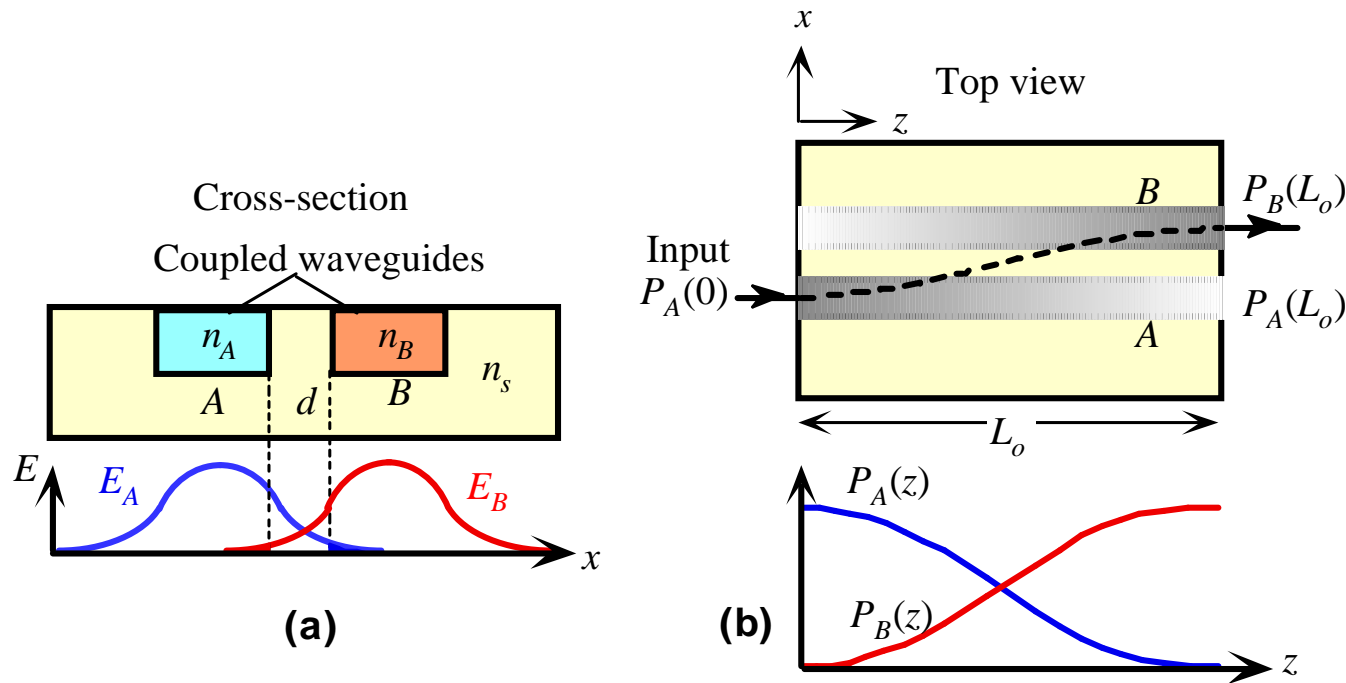 Cross-section
Coupled waveguides
n_A
n_B
n_s
A
d
B
E
E_A
E_B
x
(a)
x
Top view
z
B
P_B(L_o)
Input
P_A(0)
P_A(L_o)
A
L_o
P_A(z)
P_B(z)
z
(b)